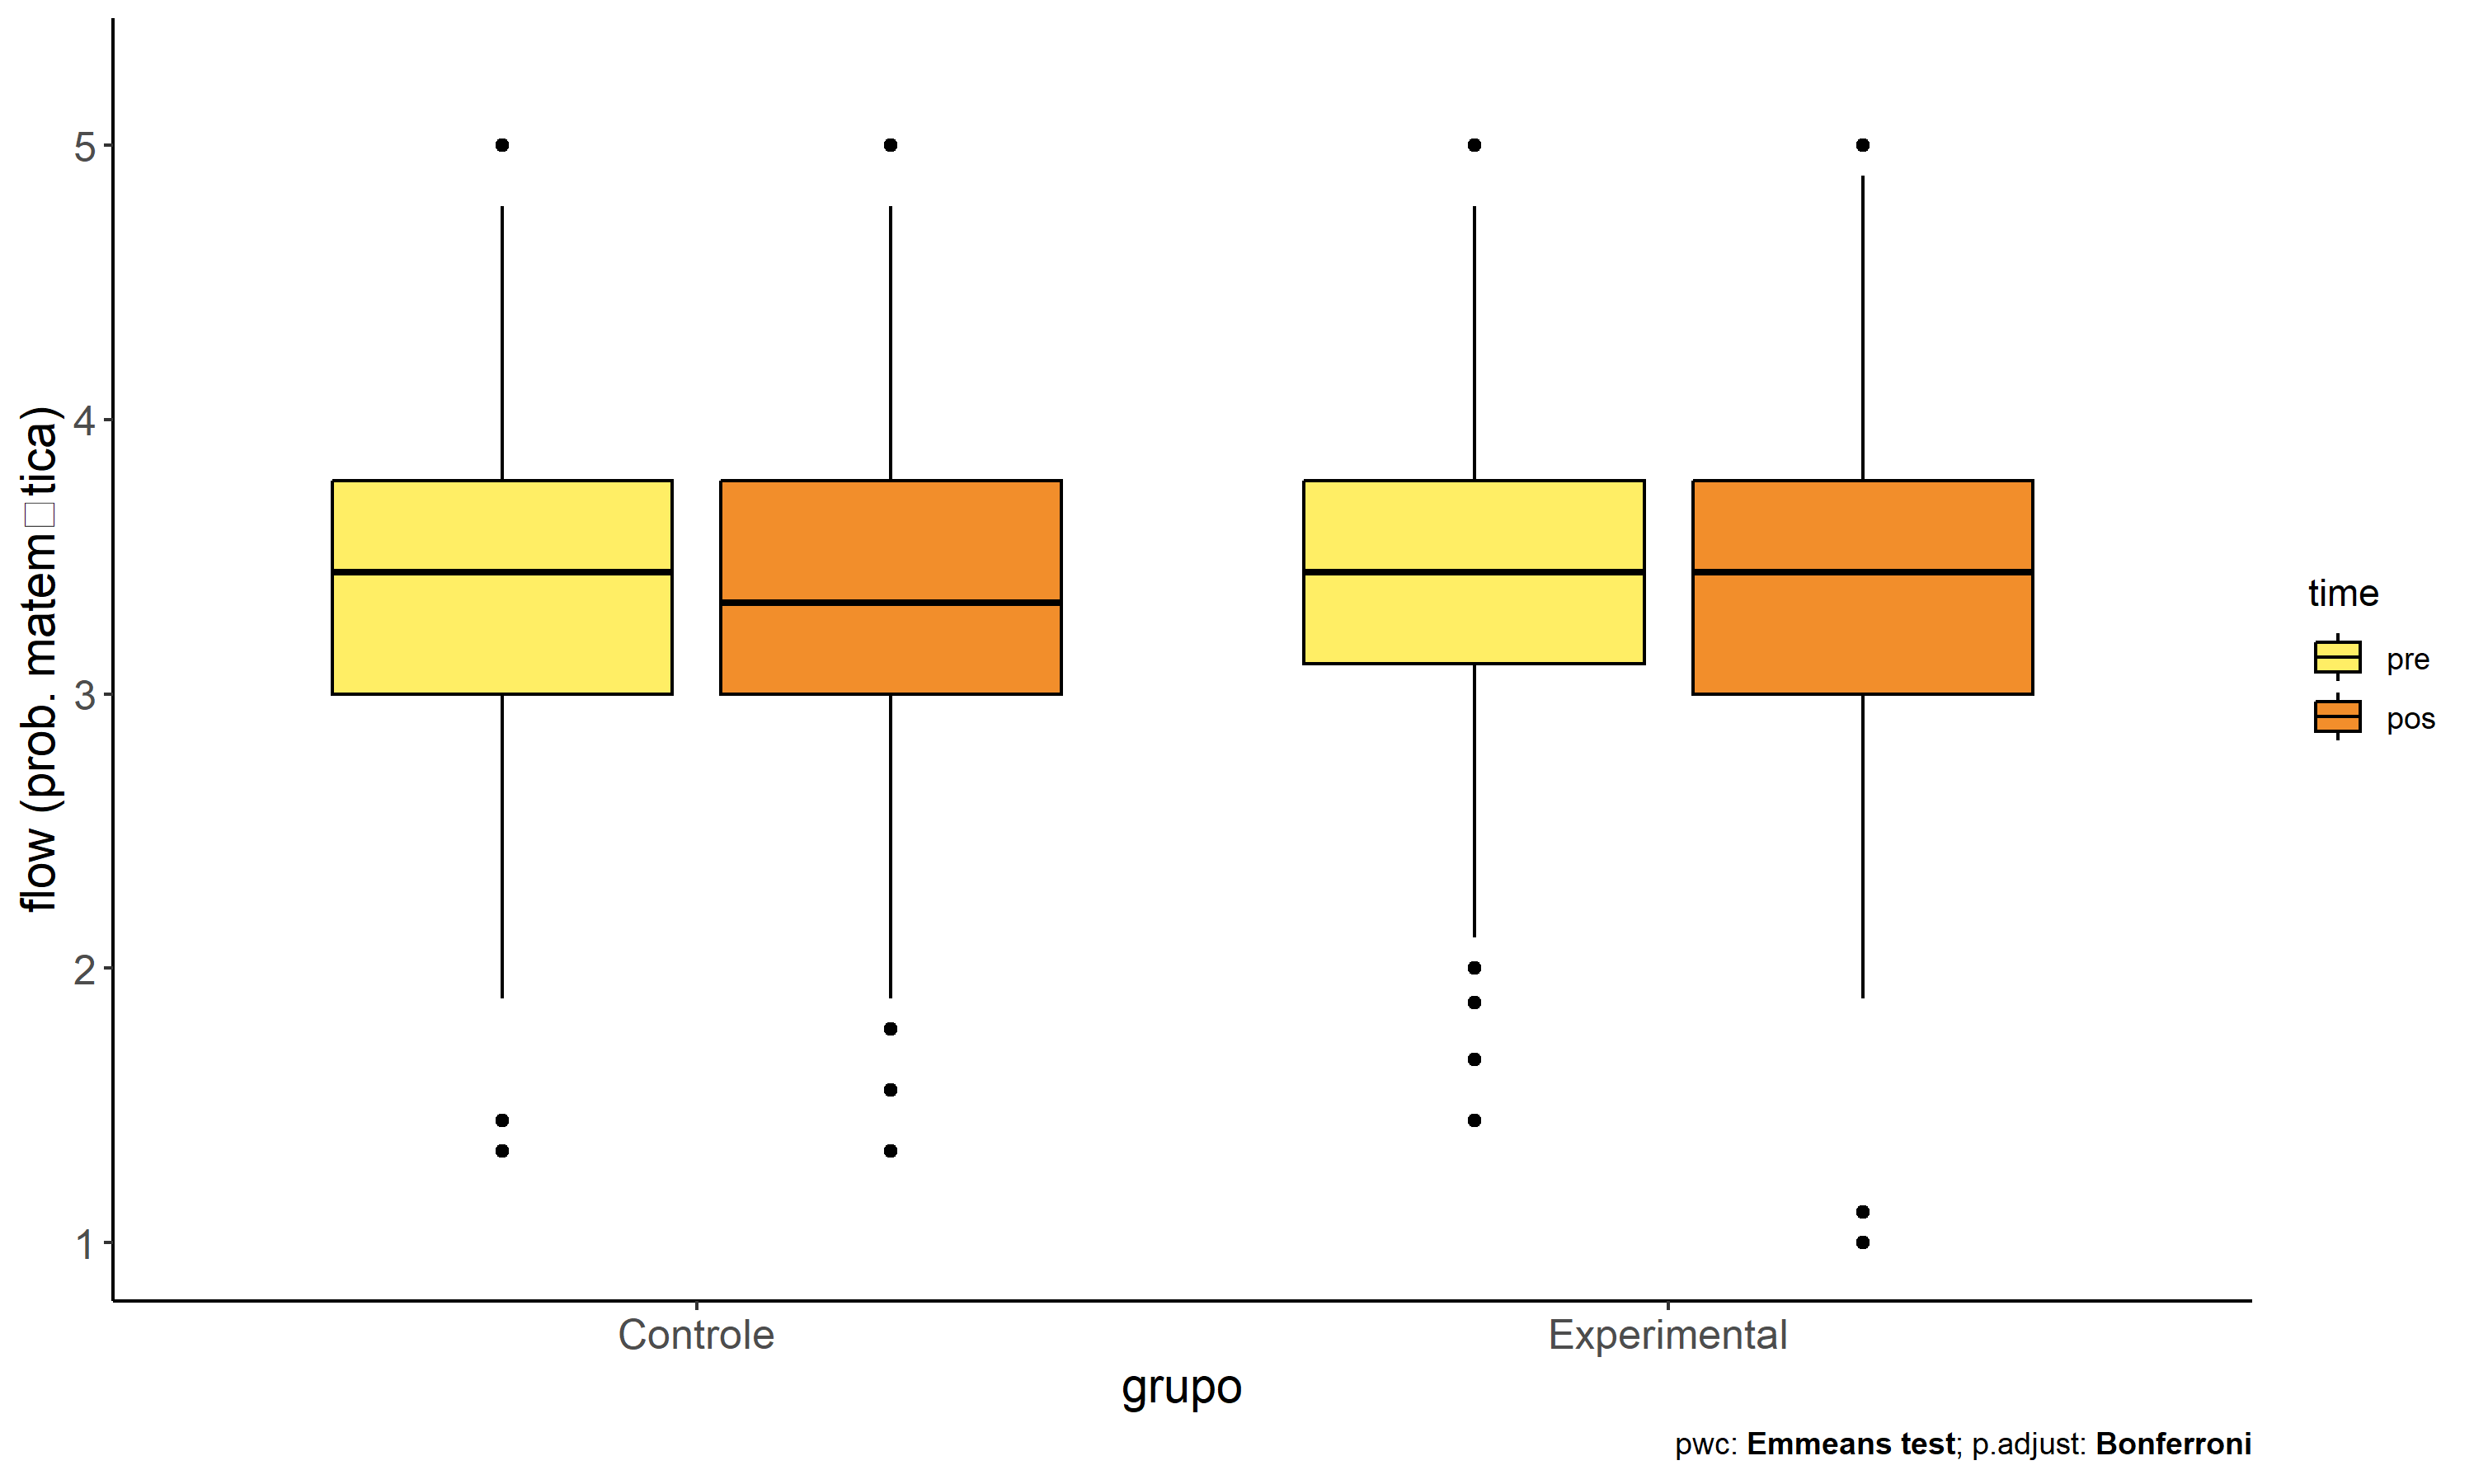 flow (prob. matem□tica)
5
4
3
2
1
Controle
Experimental
grupo
time
pre
pos
pwc: Emmeans test; p.adjust: Bonferroni